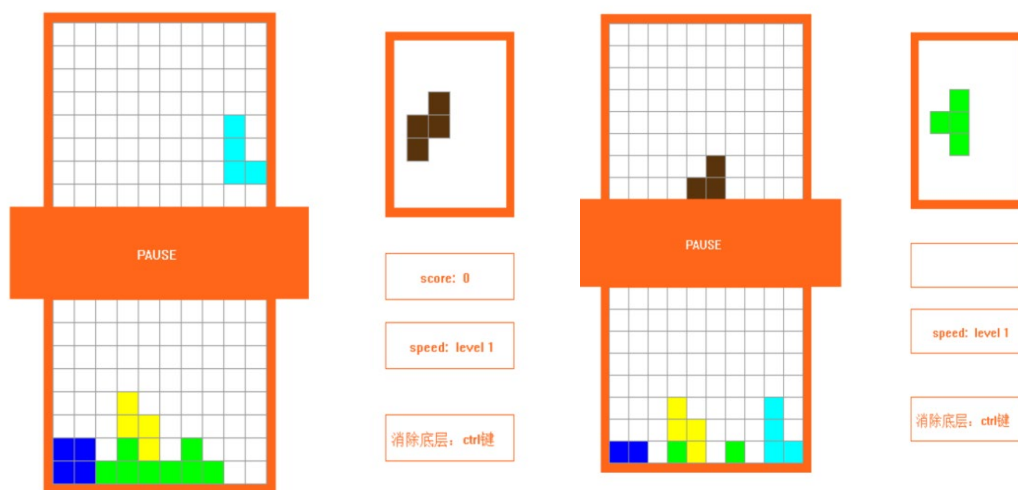 PAUSE
score: 0
speed: level 1
消除底层：ctrl键
PAUSE
speed: level 1
消除底层：ctrl键